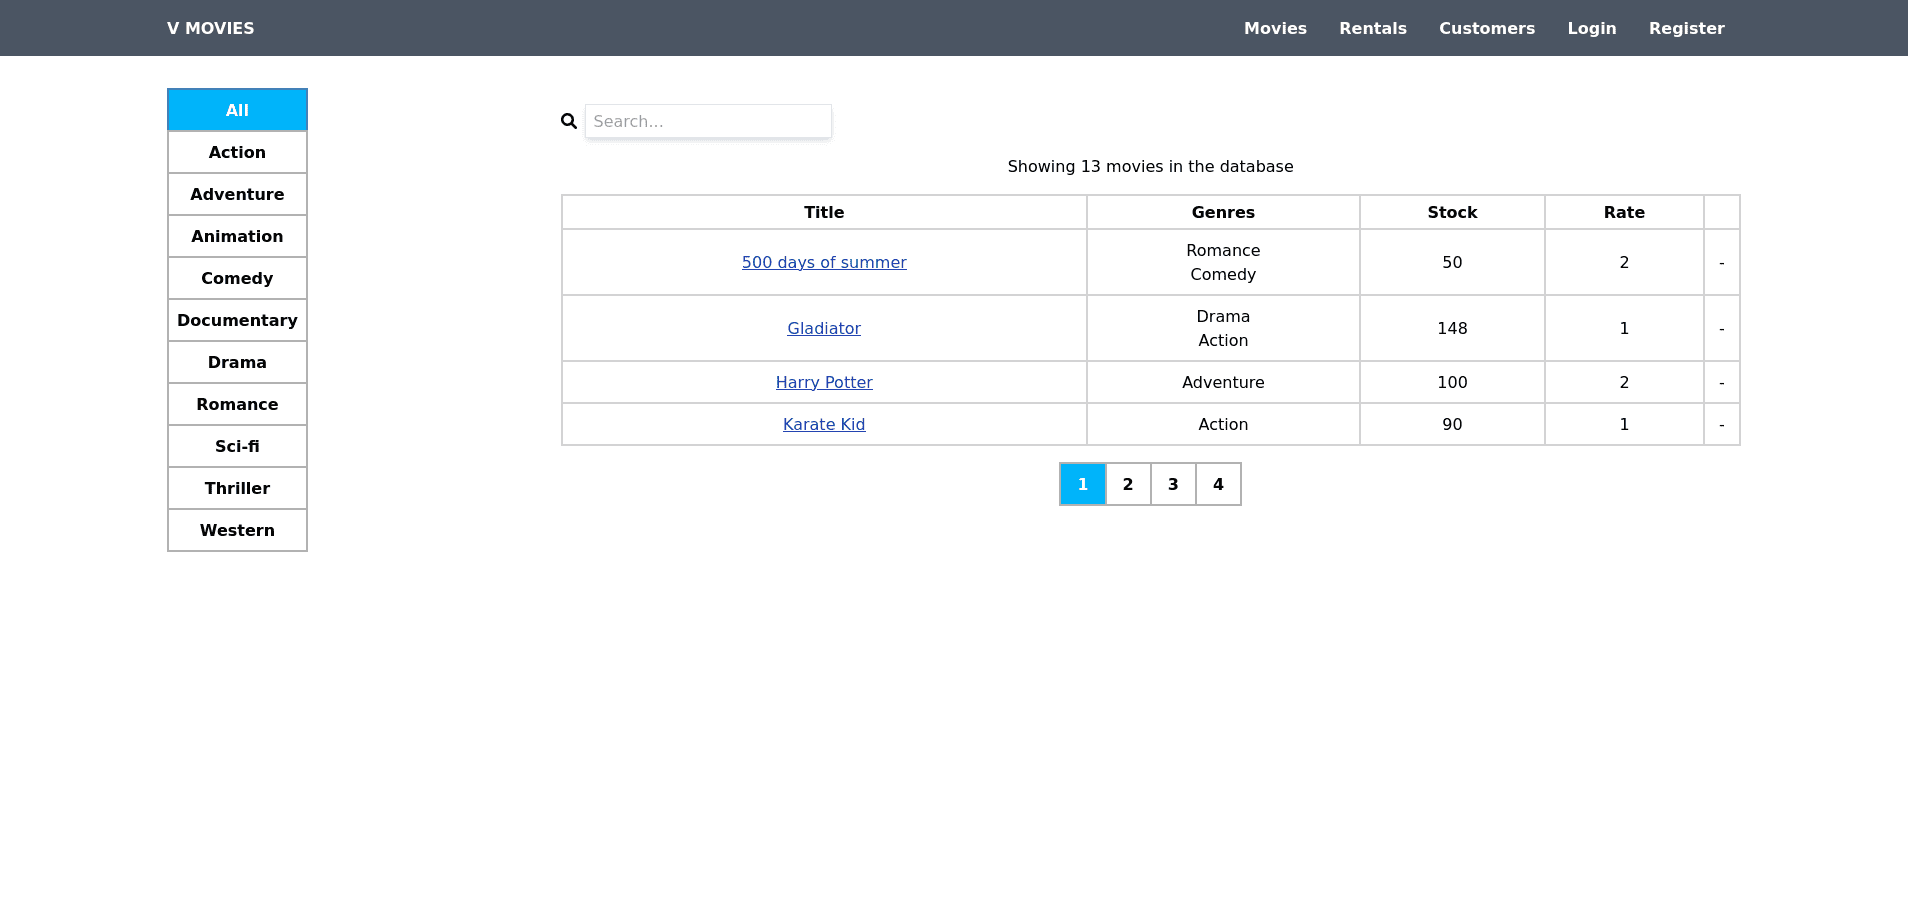 V MOVIES
Movies Rentals Customers Login Register
All
Action
Adventure
Animation
Comedy
Documentary
Drama
Romance
Sci-fi
Thriller
Western
Search...
Showing 13 movies in the database
Title Genres Stock Rate
500 days of summer Romance Comedy 50 2 -
Gladiator Drama Action 148 1 -
Harry Potter Adventure 100 2 -
Karate Kid Action 90 1 -
1 2 3 4